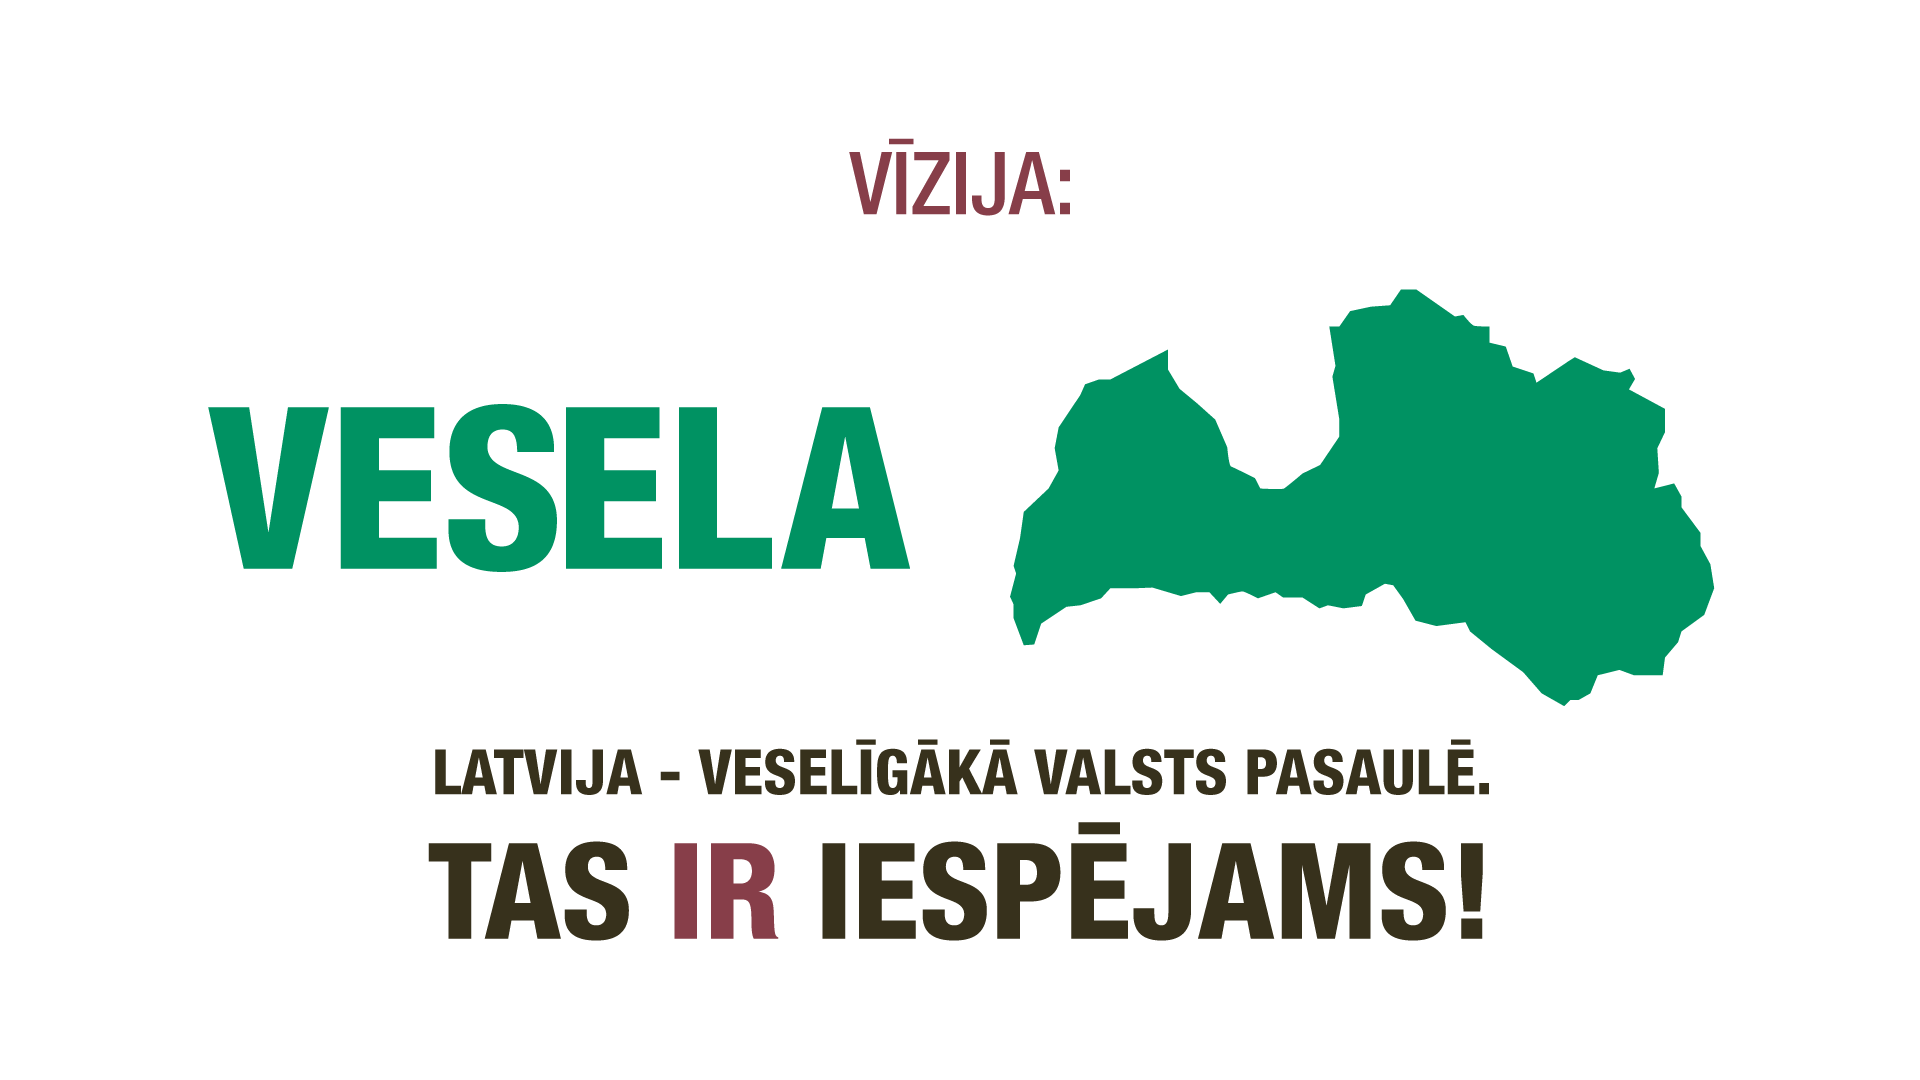 VĪZIJA:
VESELA
LATVIJA - VESELĪGĀKĀ VALSTS PASAULĒ.
TAS IR IESPĒJAMS!